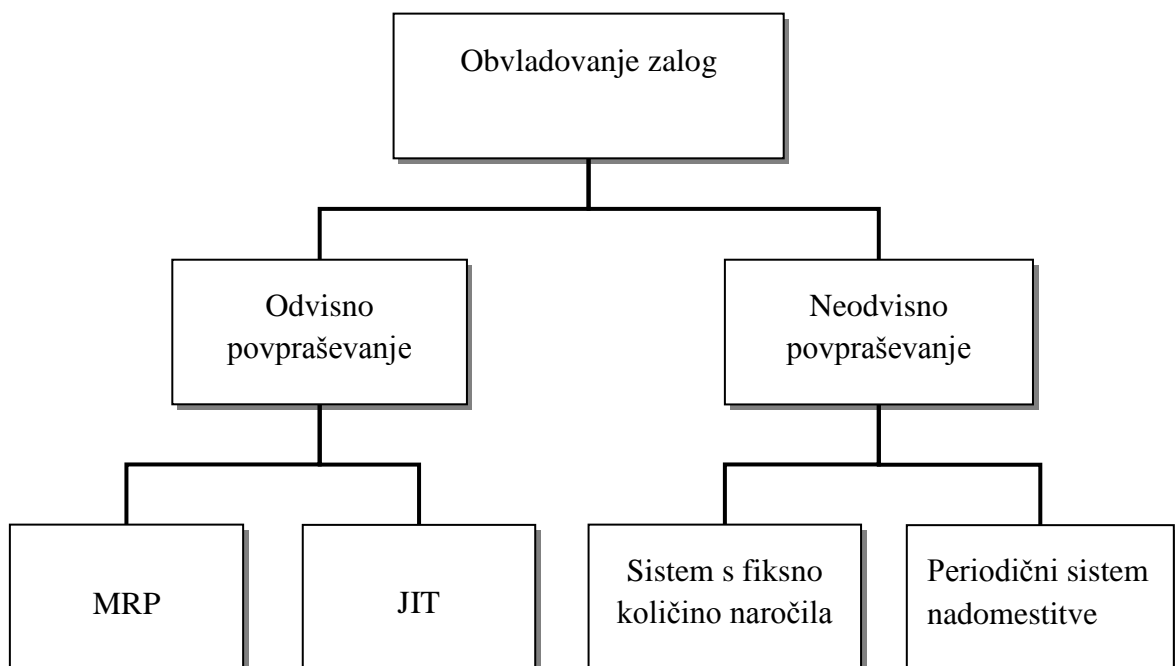 Obvladovanje zalog
Odvisno
povpraševanje
Neodvisno
povpraševanje
MRP
JIT
Sistem s fiksno
količino naročila
Periodični sistem
nadomestitve